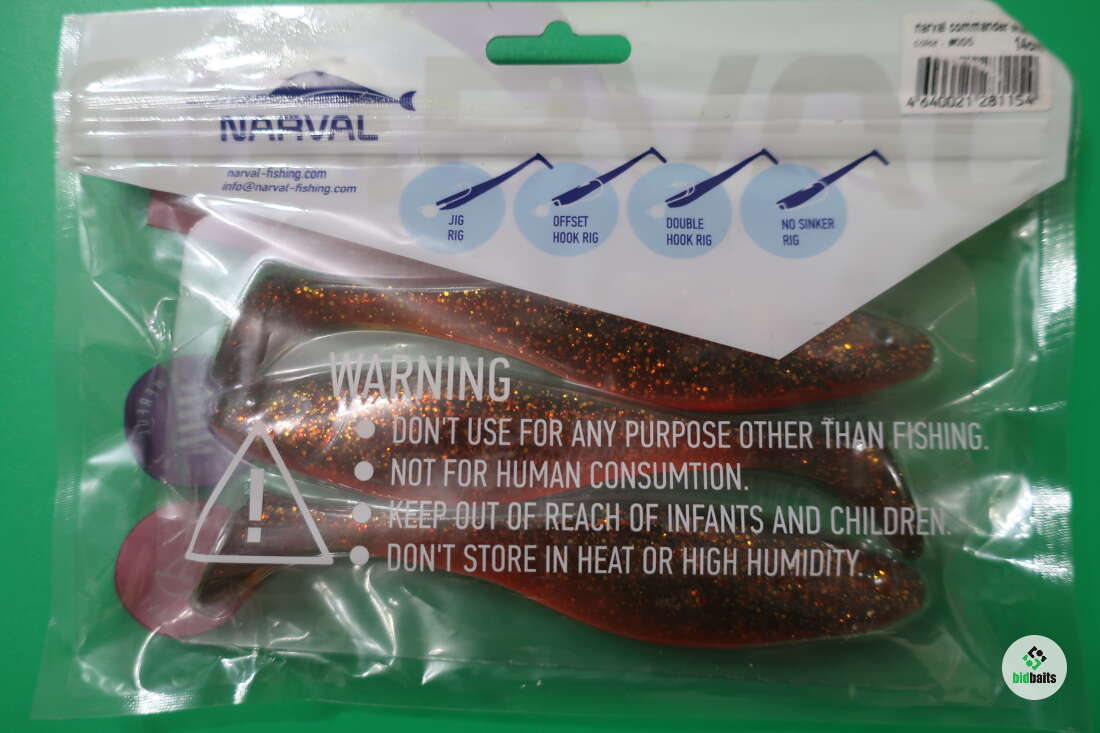 narval commander
color - #005
14cm
4 640021 281154
NARVAL
narval-fishing.com
info@narval-fishing.com
JIG
RIG
OFFSET
HOOK RIG
DOUBLE
HOOK RIG
NO SINKER
RIG
WARNING
DON'T USE FOR ANY PURPOSE OTHER THAN FISHING.
NOT FOR HUMAN CONSUMTION.
KEEP OUT OF REACH OF INFANTS AND CHILDREN.
DON'T STORE IN HEAT OR HIGH HUMIDITY.
bidbaits